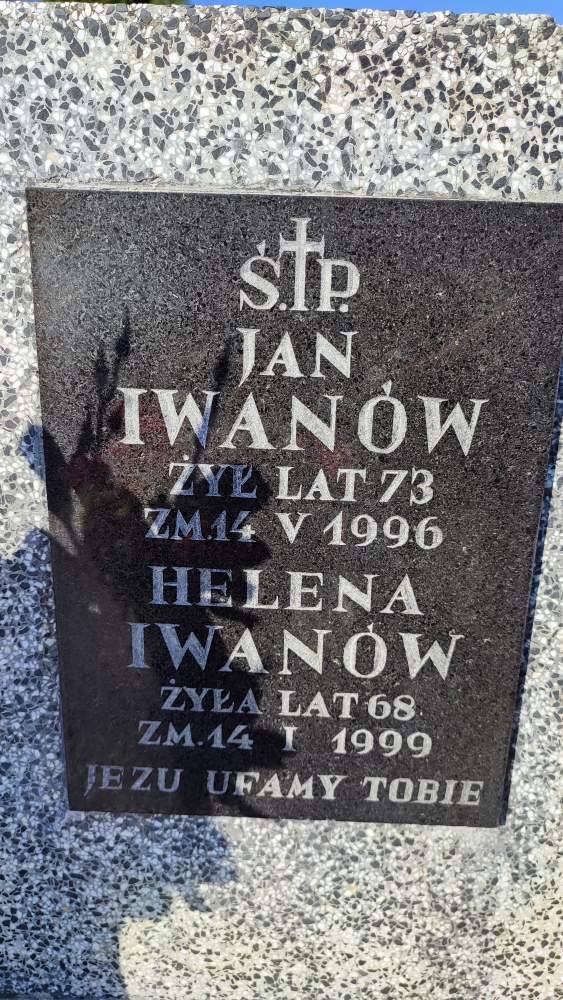 Ś.P.
JAN
IWANÓW
ŻYŁ LAT 73
ZM.14 V 1996.
HELENA
IWANÓW
ŻYŁA LAT 68.
ZM.14 I 1999
JEZU UFAMY TOBIE